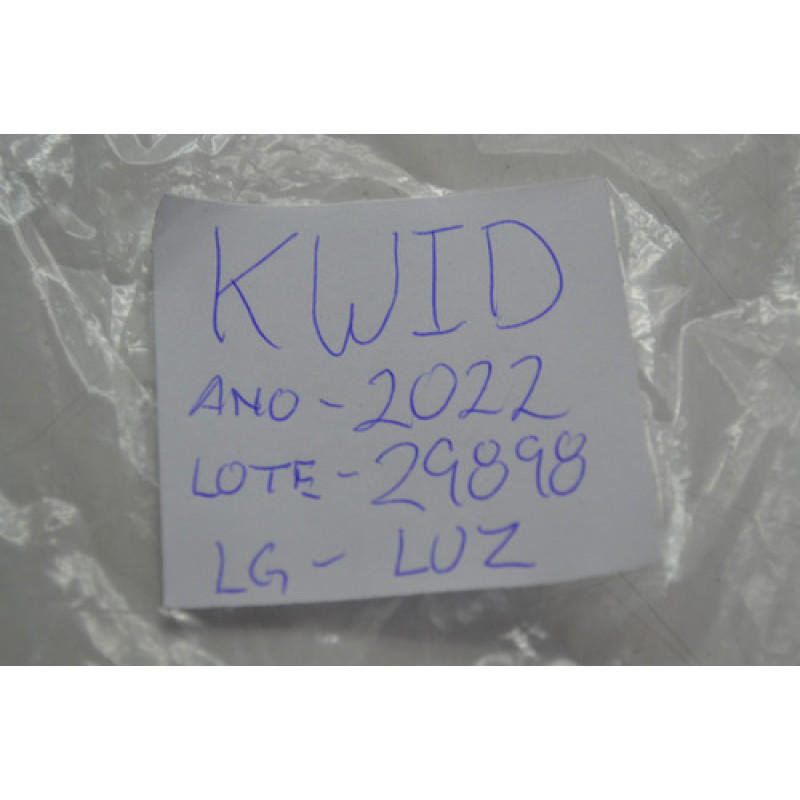 KWID
ANO - 2022
LOTE - 29898
LG - LUZ